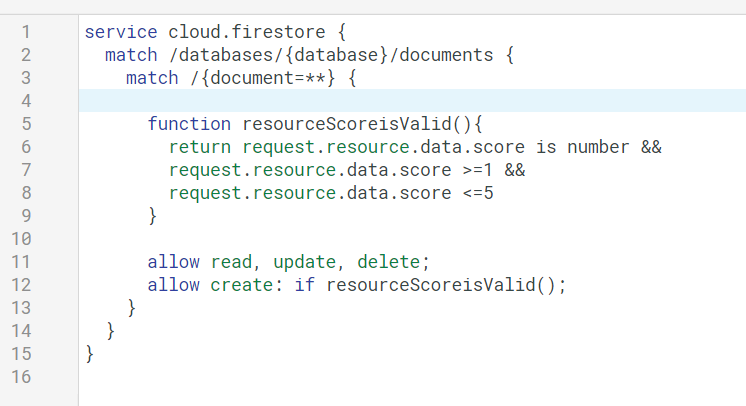 1 service cloud.firestore {
2 match /databases/{database}/documents {
3 match /{document=**} {
4
5 function resourceScoreisValid(){
6 return request.resource.data.score is number &&
7 request.resource.data.score >=1 &&
8 request.resource.data.score <=5
9 }
10
11 allow read, update, delete;
12 allow create: if resourceScoreisValid();
13 }
14 }
15 }
16